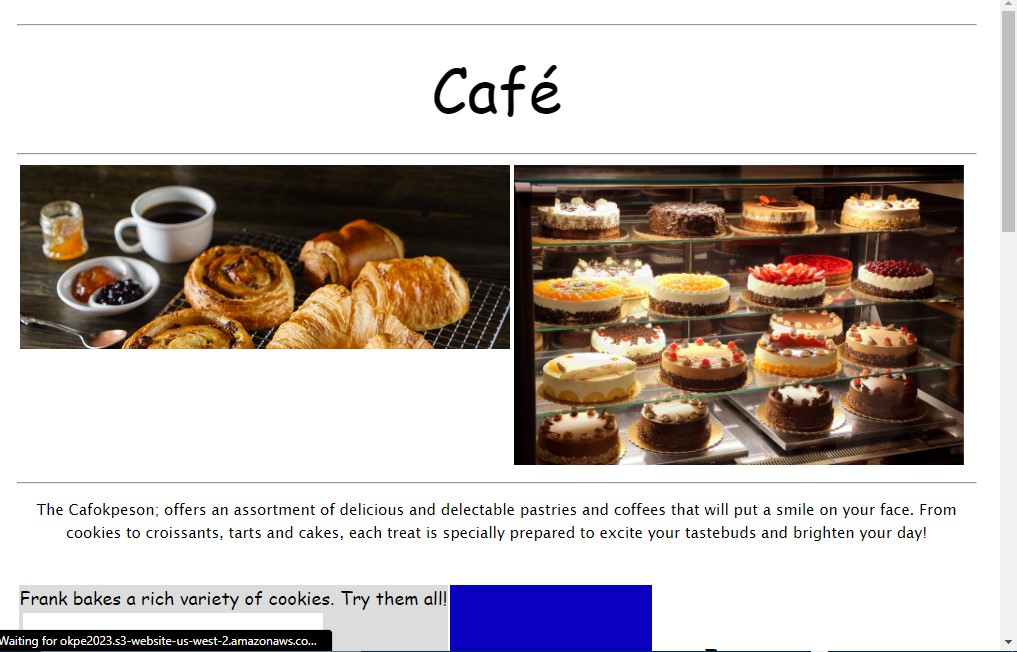 Café
The Cafokpeson; offers an assortment of delicious and delectable pastries and coffees that will put a smile on your face. From
cookies to croissants, tarts and cakes, each treat is specially prepared to excite your tastebuds and brighten your day!
Frank bakes a rich variety of cookies. Try them all!
Waiting for okpe2023.s3-website-us-west-2.amazonaws.co...